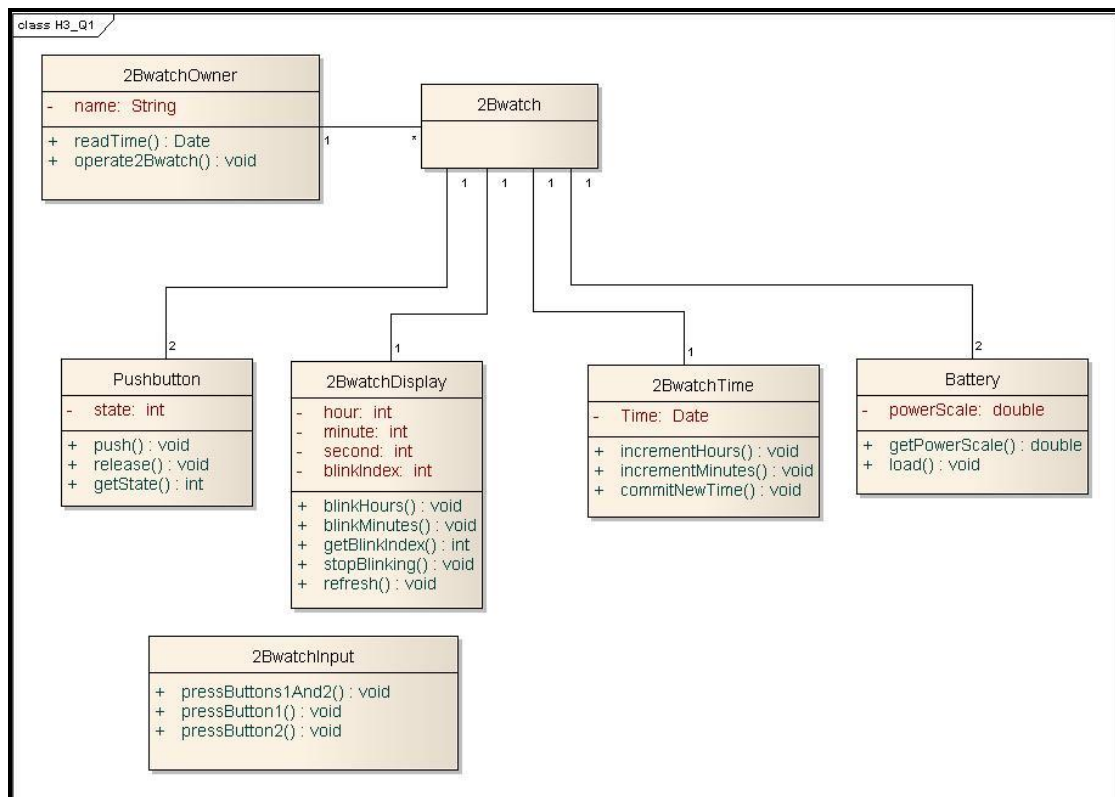 class H3_Q1
2BwatchOwner
- name: String
+ readTime() : Date
+ operate2Bwatch() : void
1
*
2Bwatch
1
1
1
1
2
1
1
2
Pushbutton
- state: int
+ push() : void
+ release() : void
+ getState() : int
2BwatchDisplay
- hour: int
- minute: int
- second: int
- blinkIndex: int
+ blinkHours() : void
+ blinkMinutes() : void
+ getBlinkIndex() : int
+ stopBlinking() : void
+ refresh() : void
2BwatchTime
- Time: Date
+ incrementHours() : void
+ incrementMinutes() : void
+ commitNewTime() : void
Battery
- powerScale: double
+ getPowerScale() : double
+ load() : void
2BwatchInput
+ pressButtons1And2() : void
+ pressButton1() : void
+ pressButton2() : void